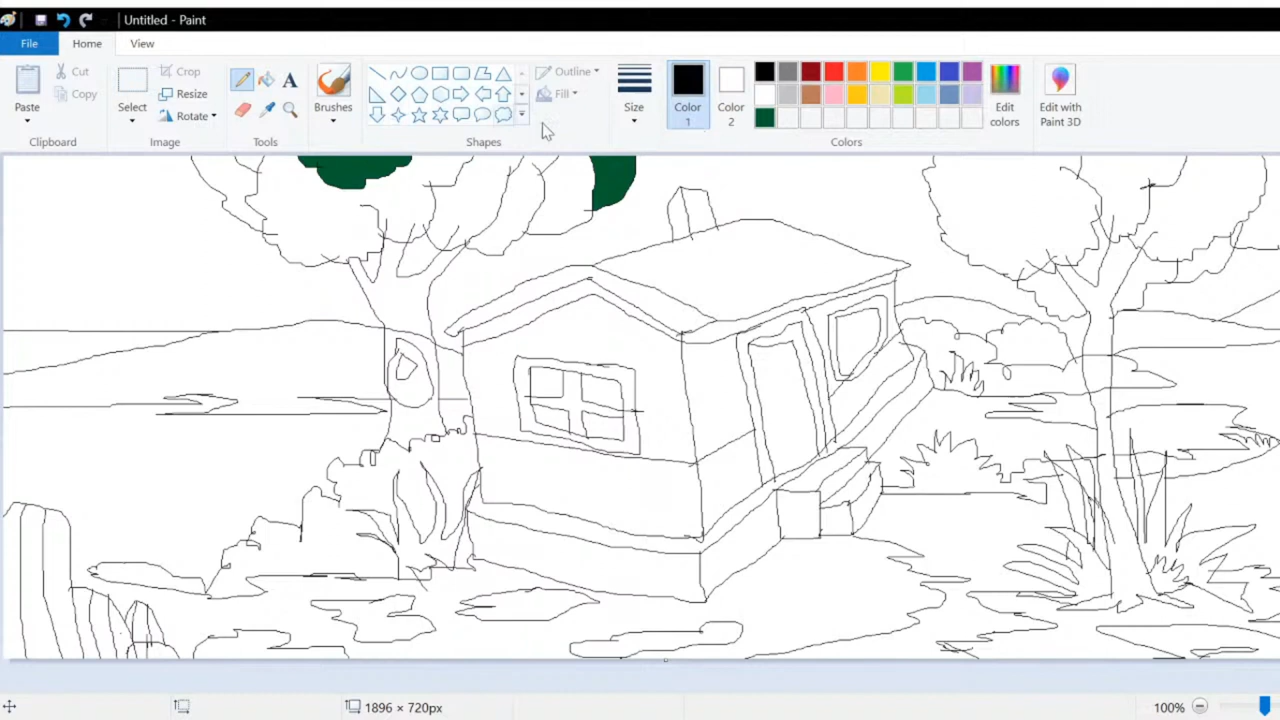 Untitled - Paint
File Home View
Paste Cut Copy Clipboard
Select Crop Resize Rotate Image
Tools
Brushes
Shapes Outline Fill
Size
Color 1 Color 2
Colors
Edit colors
Edit with Paint 3D
1896 × 720px 100%